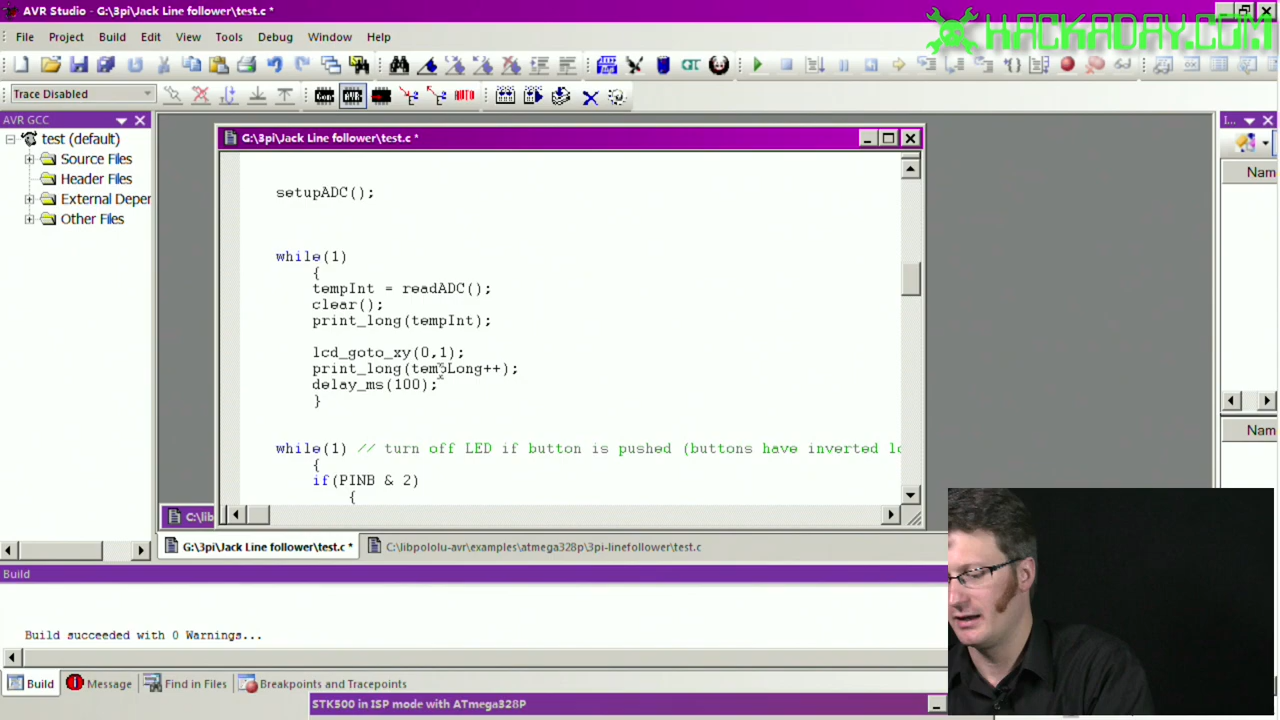 AVR Studio - G:\3pi\Jack Line follower\test.c *
HACKADAY.COM
File Project Build Edit View Tools Debug Window Help
Trace Disabled
AUTO
AVR GCC
I...
test (default)
Source Files
Header Files
External Deper
Other Files
G:\3pi\Jack Line follower\test.c *
Nam
setupADC();
while(1)
{
tempInt = readADC();
clear();
print_long(tempInt);
lcd_goto_xy(0,1);
print_long(tempLong++);
delay_ms(100);
}
Nam
while(1) // turn off LED if button is pushed (buttons have inverted lo
{
if(PINB & 2)
{
C:\lib
G:\3pi\Jack Line follower\test.c *
C:\libpololu-avr\examples\atmega328p\3pi-linefollower\test.c
Build
Build succeeded with 0 Warnings...
Build Message Find in Files Breakpoints and Tracepoints
STK500 in ISP mode with ATmega328P